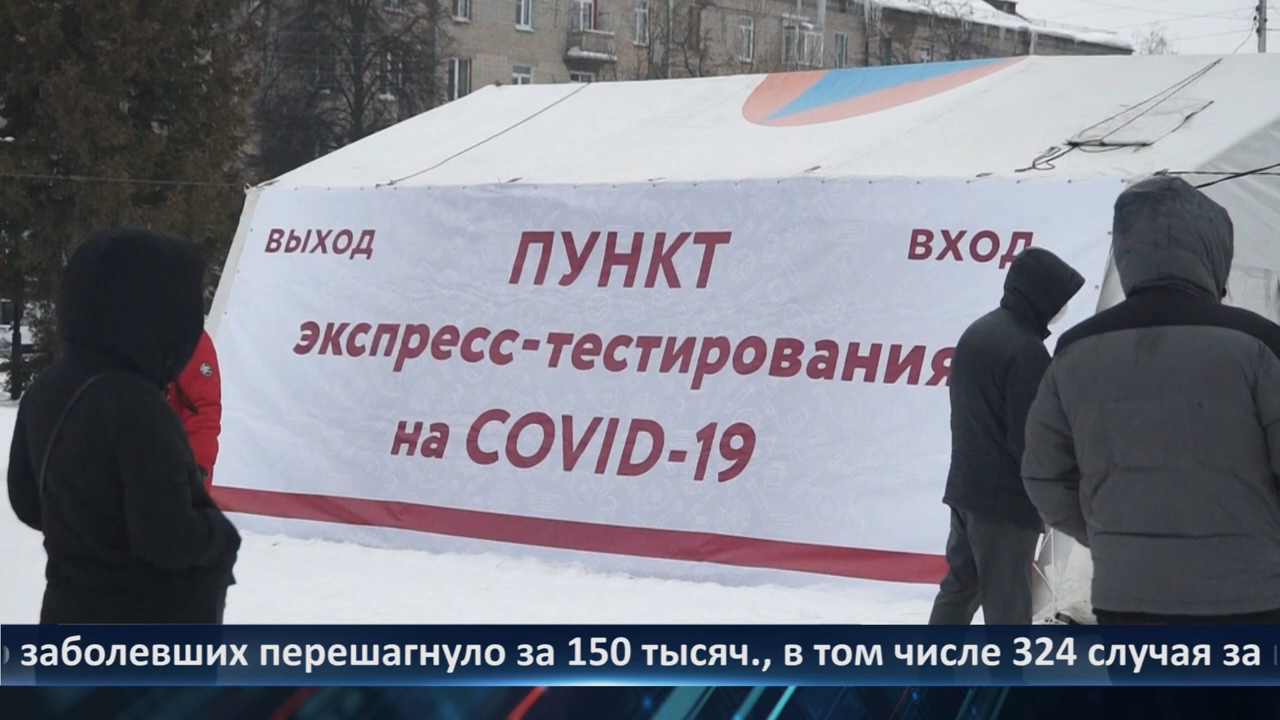 ВЫХОД
ПУНКТ
ВХОД
экспресс-тестирования
на COVID-19
заболевших перешагнуло за 150 тысяч., в том числе 324 случая за